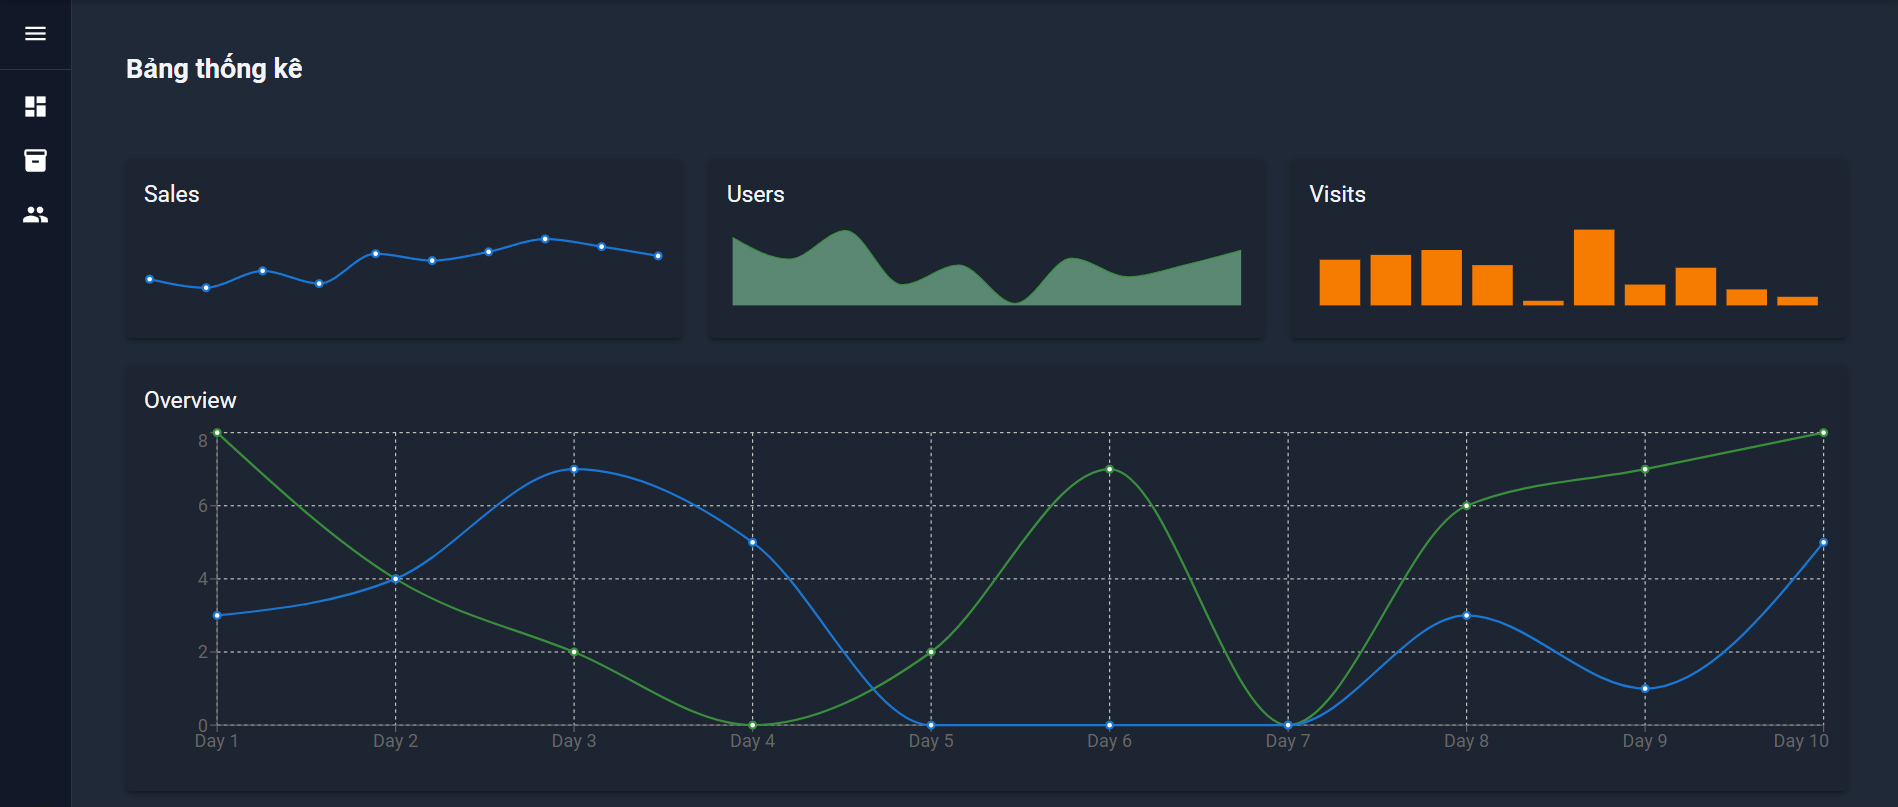 Bảng thống kê
Sales
Users
Visits
Overview
8
6
4
2
0
Day 1 Day 2 Day 3 Day 4 Day 5 Day 6 Day 7 Day 8 Day 9 Day 10